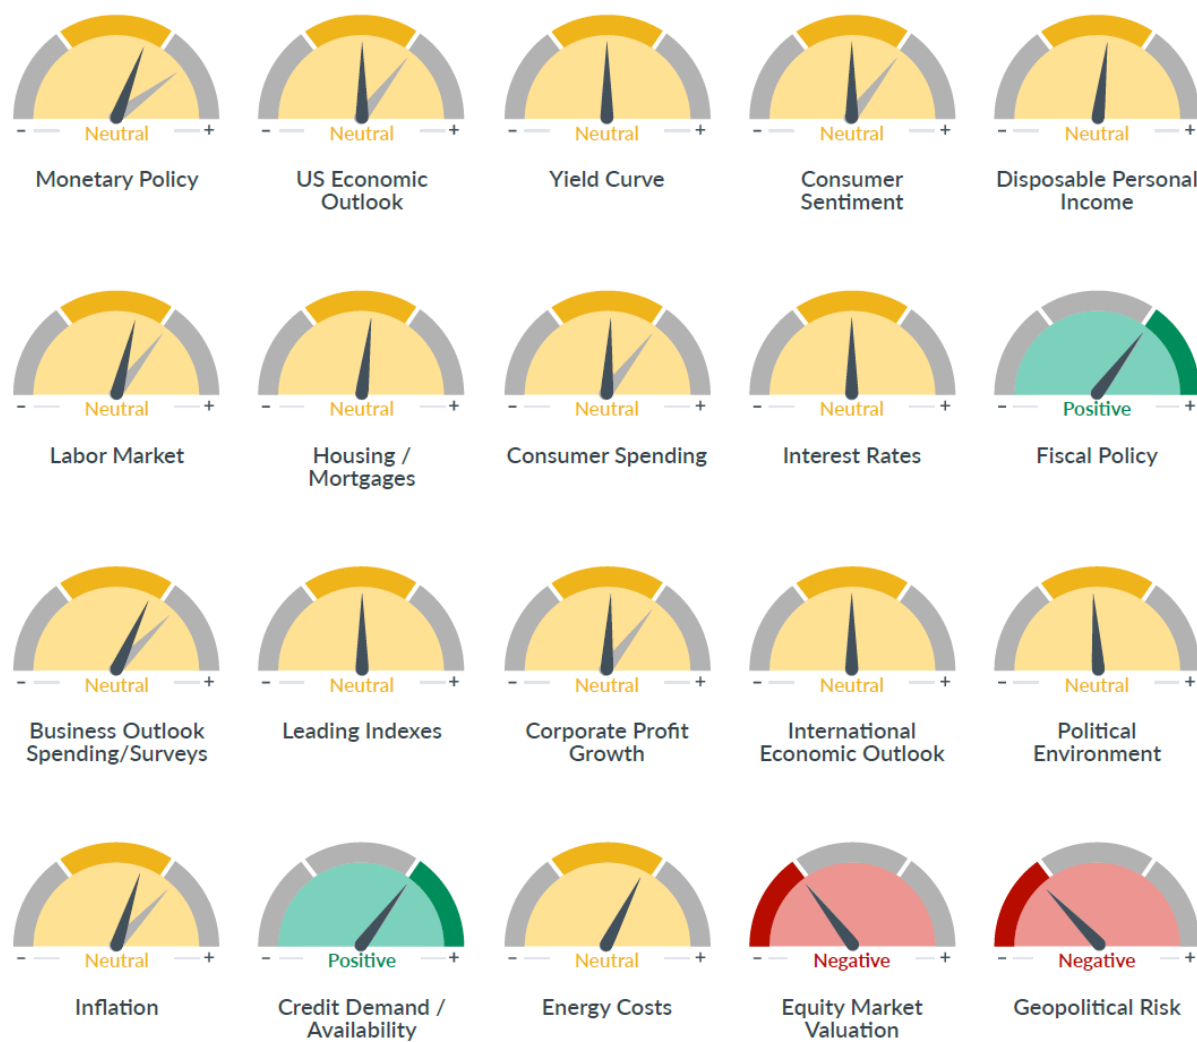 - Neutral +
Monetary Policy
- Neutral +
US Economic
Outlook
- Neutral +
Yield Curve
- Neutral +
Consumer
Sentiment
- Neutral +
Disposable Personal
Income
- Neutral +
Labor Market
- Neutral +
Housing /
Mortgages
- Neutral +
Consumer Spending
- Neutral +
Interest Rates
- Positive +
Fiscal Policy
- Neutral +
Business Outlook
Spending/Surveys
- Neutral +
Leading Indexes
- Neutral +
Corporate Profit
Growth
- Neutral +
International
Economic Outlook
- Neutral +
Political
Environment
- Neutral +
Inflation
- Positive +
Credit Demand /
Availability
- Neutral +
Energy Costs
- Negative +
Equity Market
Valuation
- Negative +
Geopolitical Risk